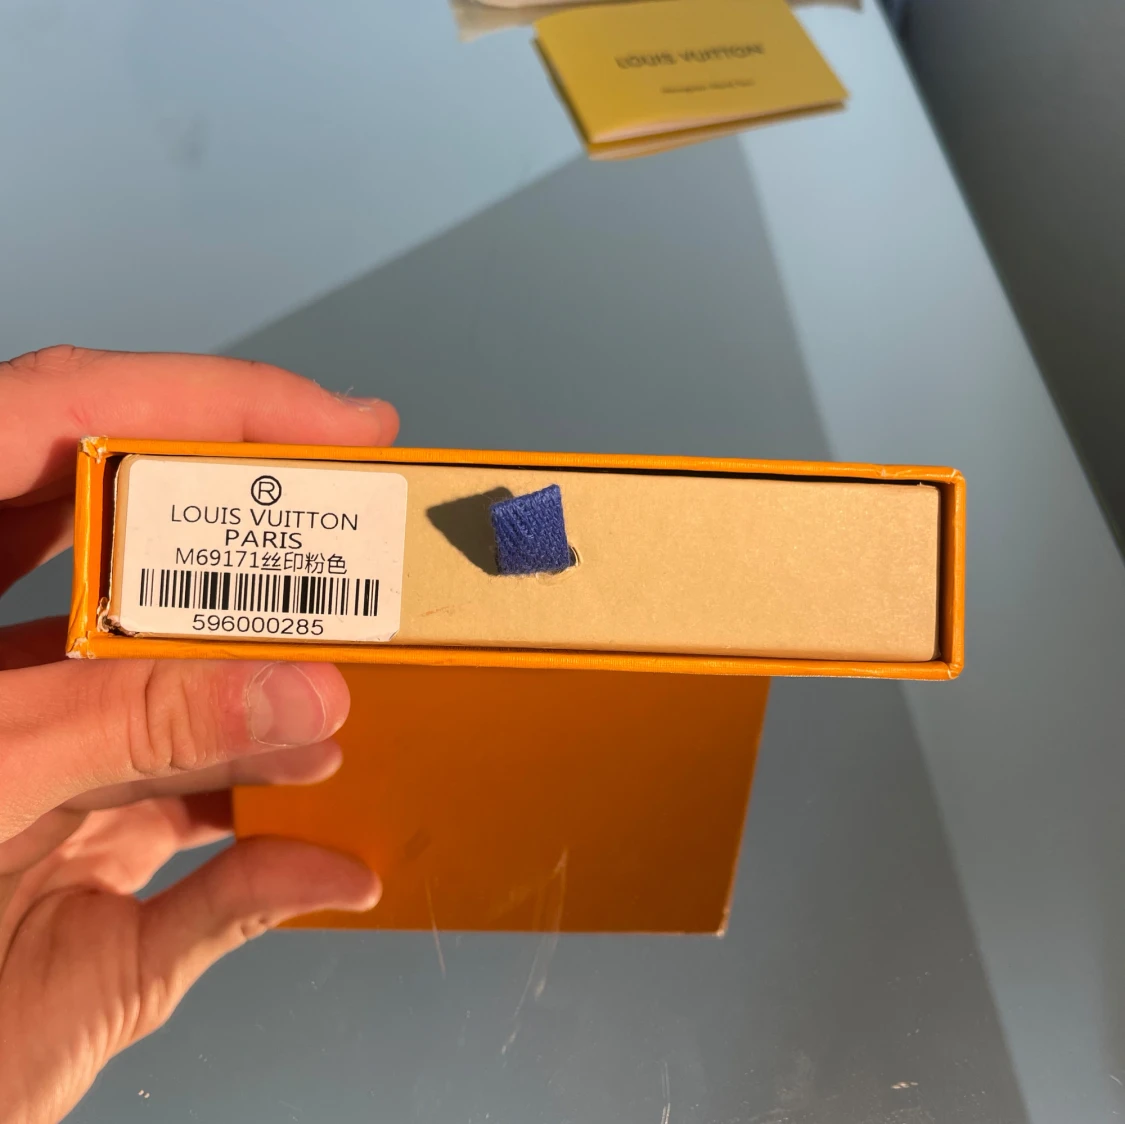 LOUIS VUITTON
®
LOUIS VUITTON
PARIS
M69171丝印粉色
596000285